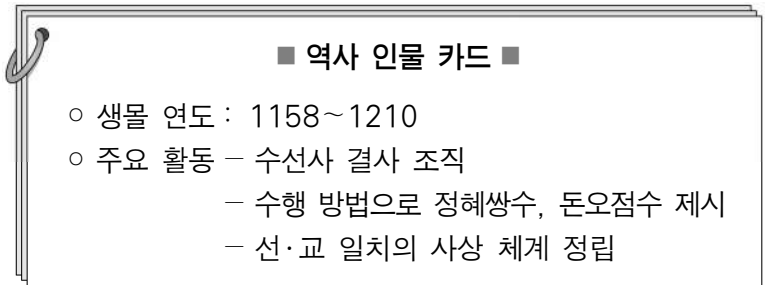 ■ 역사 인물 카드 ■
○ 생몰 연도 : 1158~1210
○ 주요 활동 － 수선사 결사 조직
－ 수행 방법으로 정혜쌍수, 돈오점수 제시
－ 선·교 일치의 사상 체계 정립